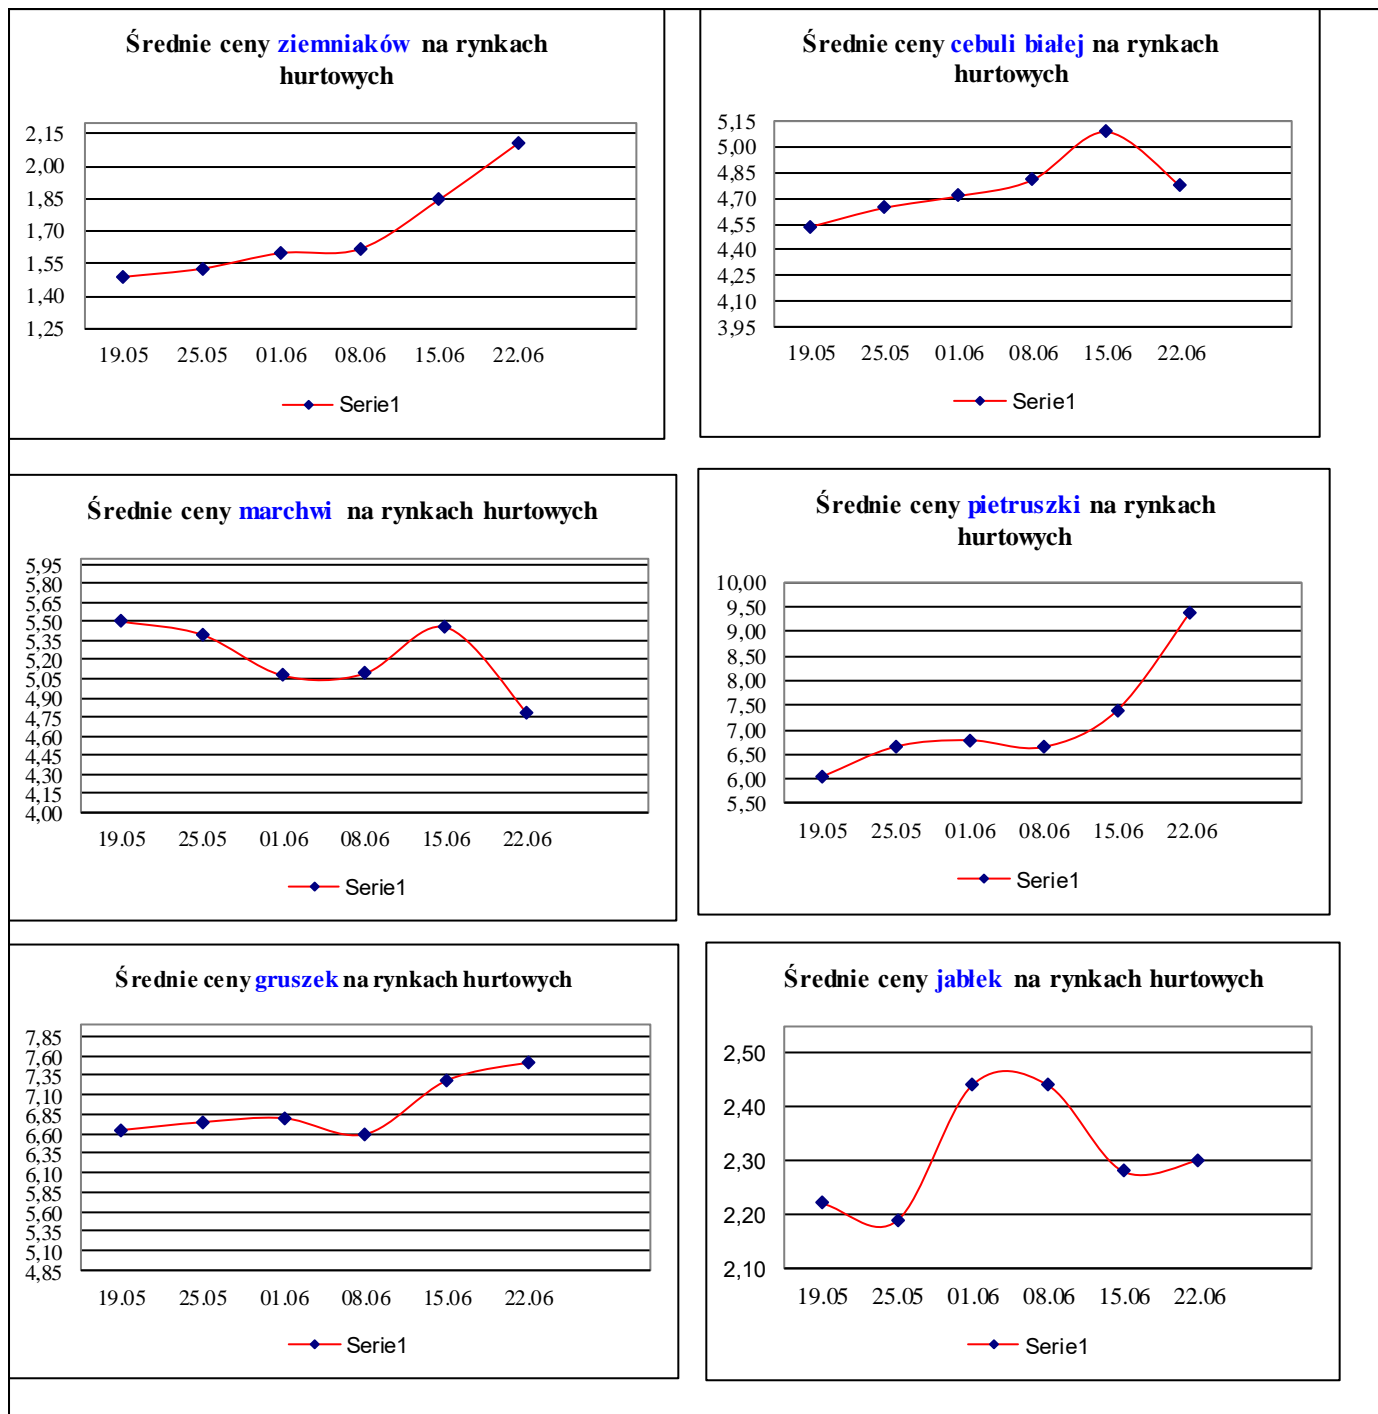 Średnie ceny ziemniaków na rynkach
hurtowych
2,15
2,00
1,85
1,70
1,55
1,40
1,25
19.05 25.05 01.06 08.06 15.06 22.06
Serie1
Średnie ceny cebuli białej na rynkach
hurtowych
5,15
5,00
4,85
4,70
4,55
4,40
4,25
4,10
3,95
19.05 25.05 01.06 08.06 15.06 22.06
Serie1
Średnie ceny marchwi na rynkach hurtowych
5,95
5,80
5,65
5,50
5,35
5,20
5,05
4,90
4,75
4,60
4,45
4,30
4,15
4,00
19.05 25.05 01.06 08.06 15.06 22.06
Serie1
Średnie ceny pietruszki na rynkach
hurtowych
10,00
9,50
9,00
8,50
8,00
7,50
7,00
6,50
6,00
5,50
19.05 25.05 01.06 08.06 15.06 22.06
Serie1
Średnie ceny gruszek na rynkach hurtowych
7,85
7,60
7,35
7,10
6,85
6,60
6,35
6,10
5,85
5,60
5,35
5,10
4,85
19.05 25.05 01.06 08.06 15.06 22.06
Serie1
Średnie ceny jabłek na rynkach hurtowych
2,50
2,40
2,30
2,20
2,10
19.05 25.05 01.06 08.06 15.06 22.06
Serie1